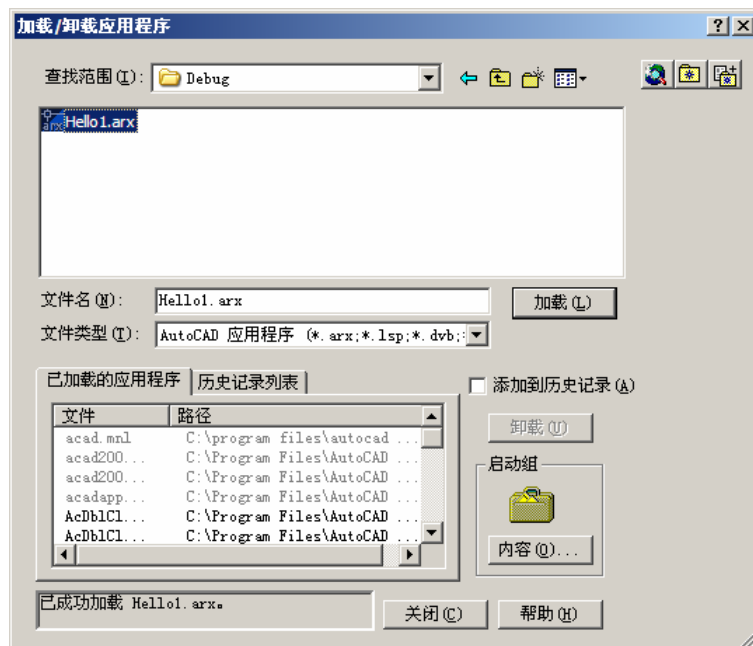 加载/卸载应用程序
查找范围(I): Debug
arx Hello1.arx
文件名(N): Hello1.arx 加载(L)
文件类型(T): AutoCAD 应用程序 (*.arx;*.lsp;*.dvb;
已加载的应用程序 历史记录列表 添加到历史记录(A)
文件 路径
acad.mnl C:\program files\autocad ...
卸载(U)
acad200... C:\Program Files\AutoCAD ...
acad200... C:\Program Files\AutoCAD ...
启动组
acadapp... C:\Program Files\AutoCAD ...
AcDblCl... C:\Program Files\AutoCAD ...
AcDblCl... C:\Program Files\AutoCAD ...
内容(O)...
已成功加载 Hello1.arx。 关闭(C) 帮助(H)